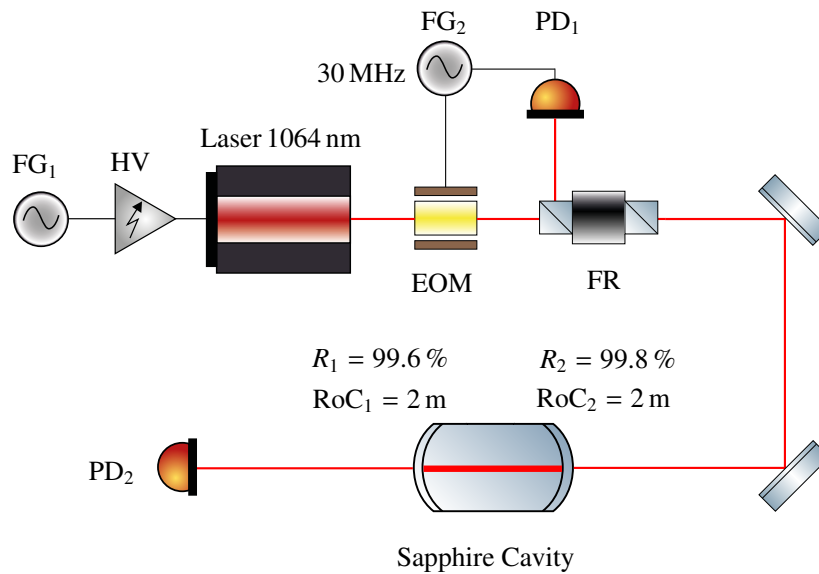 FG₂
PD₁
30 MHz
Laser 1064 nm
FG₁
HV
EOM
FR
R₁ = 99.6 %
RoC₁ = 2 m
R₂ = 99.8 %
RoC₂ = 2 m
PD₂
Sapphire Cavity